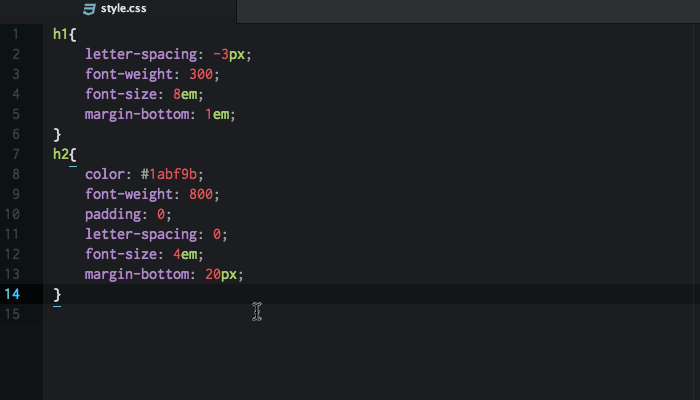 style.css
1 h1{
2 letter-spacing: -3px;
3 font-weight: 300;
4 font-size: 8em;
5 margin-bottom: 1em;
6 }
7 h2{
8 color: #1abf9b;
9 font-weight: 800;
10 padding: 0;
11 letter-spacing: 0;
12 font-size: 4em;
13 margin-bottom: 20px;
14 }
15